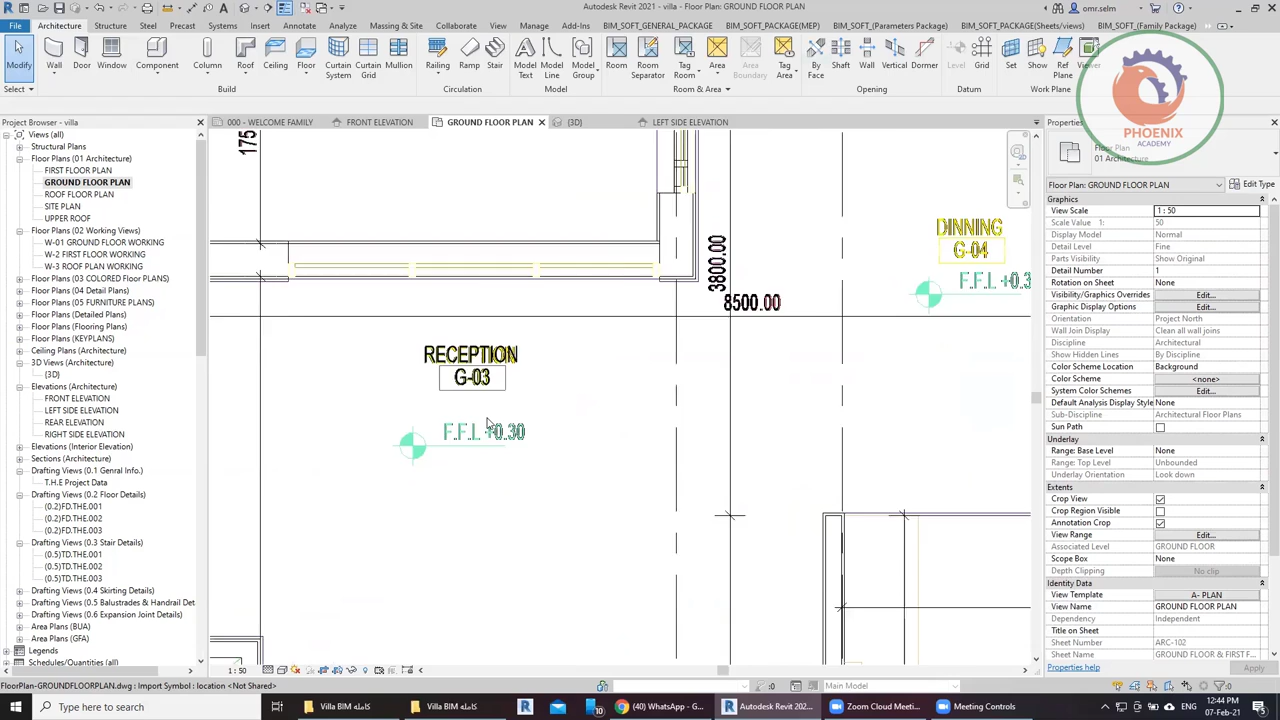 Autodesk Revit 2021 - villa - Floor Plan: GROUND FLOOR PLAN
omr.selm
File Architecture Structure Steel Precast Systems Insert Annotate Analyze Massing & Site Collaborate View Manage Add-Ins BIM_SOFT_GENERAL_PACKAGE BIM_SOFT_PACKAGE(MEP) BIM_SOFT_(Parameters Package) BIM_SOFT_PACKAGE(Sheets/views) BIM_SOFT_(Family Package)
Modify Wall Door Window Component Column Roof Ceiling Floor Curtain System Curtain Grid Mullion Railing Ramp Stair Model Text Model Line Model Group Room Room Separator Tag Room Area Area Boundary Tag Area By Face Shaft Wall Vertical Dormer Level Grid Set Show Ref Plane Viewer
Select Build Circulation Model Room & Area Opening Datum Work Plane
PHOENIX
ACADEMY
Project Browser - villa
Views (all)
Structural Plans
Floor Plans (01 Architecture)
FIRST FLOOR PLAN
GROUND FLOOR PLAN
ROOF FLOOR PLAN
SITE PLAN
UPPER ROOF
Floor Plans (02 Working Views)
W-01 GROUND FLOOR WORKING
W-2 FIRST FLOOR WORKING
W-3 ROOF PLAN WORKING
Floor Plans (03 COLORED Floor PLANS)
Floor Plans (04 Detail Plans)
Floor Plans (05 FURNITURE PLANS)
Floor Plans (Detailed Plans)
Floor Plans (Flooring Plans)
Floor Plans (KEYPLANS)
Ceiling Plans (Architecture)
3D Views (Architecture)
{3D}
Elevations (Architecture)
FRONT ELEVATION
LEFT SIDE ELEVATION
REAR ELEVATION
RIGHT SIDE ELEVATION
Elevations (Interior Elevation)
Sections (Architecture)
Drafting Views (0.1 Genral Info.)
T.H.E Project Data
Drafting Views (0.2 Floor Details)
(0.2)FD.THE.001
(0.2)FD.THE.002
(0.2)FD.THE.003
Drafting Views (0.3 Stair Details)
(0.5)TD.THE.001
(0.5)TD.THE.002
(0.5)TD.THE.003
Drafting Views (0.4 Skirting Details)
Drafting Views (0.5 Balustrades & Handrail Det
Drafting Views (0.6 Expansion Joint Details)
Area Plans (BUA)
Area Plans (GFA)
Legends
Schedules/Quantities (all)
000 - WELCOME FAMILY FRONT ELEVATION GROUND FLOOR PLAN {3D} LEFT SIDE ELEVATION
175
3800.00
8500.00
DINNING
G-04
F.F.L +0.3
RECEPTION
G-03
F.F.L +0.30
1 : 50
Properties
Floor Plan
01 Architecture
Floor Plan: GROUND FLOOR PLAN Edit Type
Graphics
View Scale 1 : 50
Scale Value 1: 50
Display Model Normal
Detail Level Fine
Parts Visibility Show Original
Detail Number 1
Rotation on Sheet None
Visibility/Graphics Overrides Edit...
Graphic Display Options Edit...
Orientation Project North
Wall Join Display Clean all wall joins
Discipline Architectural
Show Hidden Lines By Discipline
Color Scheme Location Background
Color Scheme <none>
System Color Schemes Edit...
Default Analysis Display Style None
Sub-Discipline Architectural Floor Plans
Sun Path
Underlay
Range: Base Level None
Range: Top Level Unbounded
Underlay Orientation Look down
Extents
Crop View
Crop Region Visible
Annotation Crop
View Range Edit...
Associated Level GROUND FLOOR
Scope Box None
Depth Clipping No clip
Identity Data
View Template A- PLAN
View Name GROUND FLOOR PLAN
Dependency Independent
Title on Sheet
Sheet Number ARC-102
Sheet Name GROUND FLOOR & FIRST F...
Properties help Apply
FloorPlan-GROUNDFLOORPLAN.dwg : Import Symbol : location <Not Shared> :0 Main Model :0
Type here to search Villa BIM كامله Villa BIM كامله (40) WhatsApp - G... Autodesk Revit 202... Zoom Cloud Meeti... Meeting Controls
12:44 PM
07-Feb-21